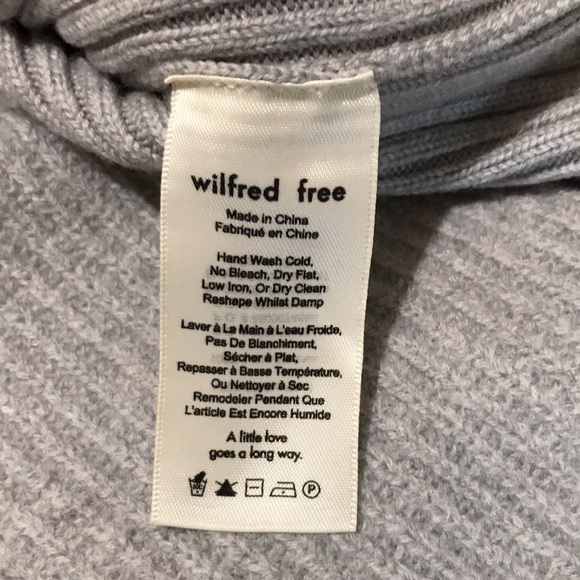 wilfred free
Made in China
Fabriqué en Chine
Hand Wash Cold,
No Bleach, Dry Flat,
Low Iron, Or Dry Clean
Reshape Whilst Damp
Laver à La Main à L'eau Froide,
Pas De Blanchiment,
Sécher à Plat,
Repasser à Basse Température,
Ou Nettoyer à Sec
Remodeler Pendant Que
L'article Est Encore Humide
A little love
goes a long way.
P